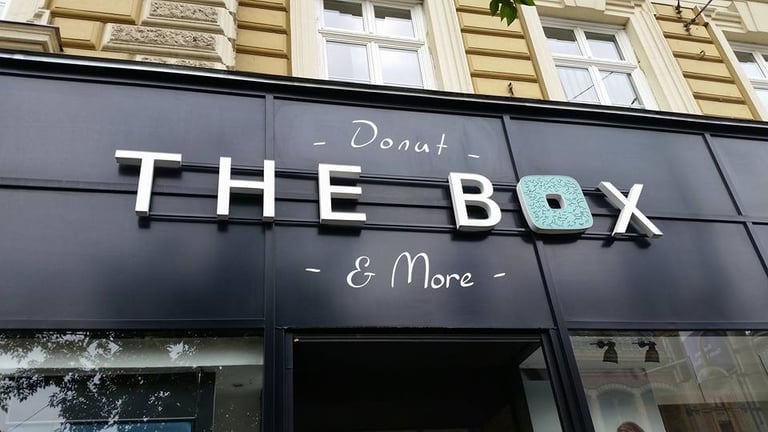 - Donut -
THE BOX
- & More -